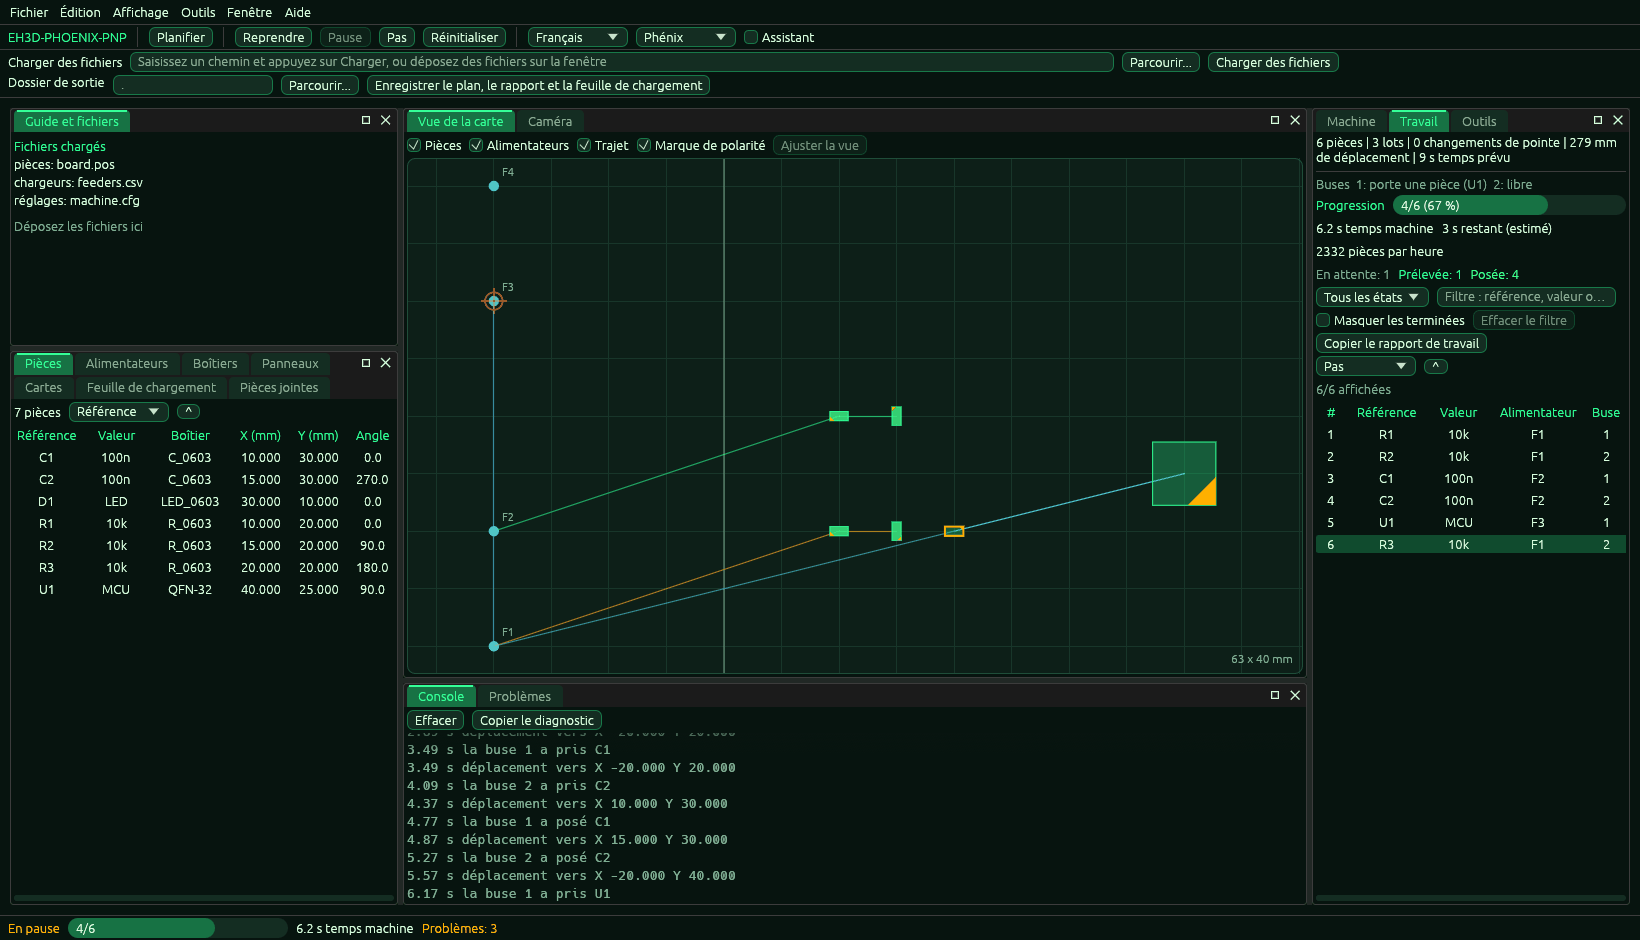 Fichier Édition Affichage Outils Fenêtre Aide
EH3D-PHOENIX-PNP Planifier Reprendre Pause Pas Réinitialiser Français Phénix Assistant
Charger des fichiers Saisissez un chemin et appuyez sur Charger, ou déposez des fichiers sur la fenêtre Parcourir... Charger des fichiers
Dossier de sortie . Parcourir... Enregistrer le plan, le rapport et la feuille de chargement
Guide et fichiers
Fichiers chargés
pièces: board.pos
chargeurs: feeders.csv
réglages: machine.cfg
Déposez les fichiers ici
Pièces Alimentateurs Boîtiers Panneaux
Cartes Feuille de chargement Pièces jointes
7 pièces Référence ^
Référence Valeur Boîtier X (mm) Y (mm) Angle
C1 100n C_0603 10.000 30.000 0.0
C2 100n C_0603 15.000 30.000 270.0
D1 LED LED_0603 30.000 10.000 0.0
R1 10k R_0603 10.000 20.000 0.0
R2 10k R_0603 15.000 20.000 90.0
R3 10k R_0603 20.000 20.000 180.0
U1 MCU QFN-32 40.000 25.000 90.0
Vue de la carte Caméra
Pièces Alimentateurs Trajet Marque de polarité Ajuster la vue
F4
F3
F2
F1
63 x 40 mm
Console Problèmes
Effacer Copier le diagnostic
3.49 s la buse 1 a pris C1
3.49 s déplacement vers X -20.000 Y 20.000
4.09 s la buse 2 a pris C2
4.37 s déplacement vers X 10.000 Y 30.000
4.77 s la buse 1 a posé C1
4.87 s déplacement vers X 15.000 Y 30.000
5.27 s la buse 2 a posé C2
5.57 s déplacement vers X -20.000 Y 40.000
6.17 s la buse 1 a pris U1
Machine Travail Outils
6 pièces | 3 lots | 0 changements de pointe | 279 mm
de déplacement | 9 s temps prévu
Buses 1: porte une pièce (U1) 2: libre
Progression 4/6 (67 %)
6.2 s temps machine 3 s restant (estimé)
2332 pièces par heure
En attente: 1 Prélevée: 1 Posée: 4
Tous les états Filtre : référence, valeur o...
Masquer les terminées Effacer le filtre
Copier le rapport de travail
Pas ^
6/6 affichées
# Référence Valeur Alimentateur Buse
1 R1 10k F1 1
2 R2 10k F1 2
3 C1 100n F2 1
4 C2 100n F2 2
5 U1 MCU F3 1
6 R3 10k F1 2
En pause 4/6 6.2 s temps machine Problèmes: 3